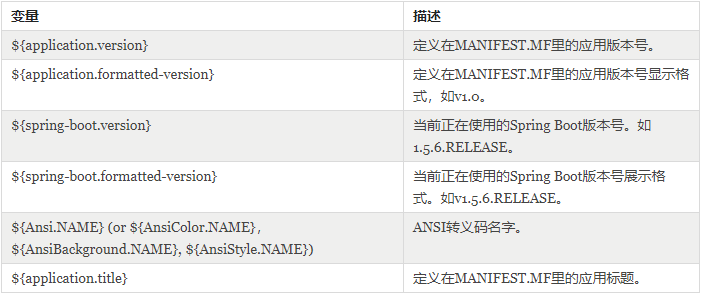 变量 描述
${application.version} 定义在MANIFEST.MF里的应用版本号。
${application.formatted-version} 定义在MANIFEST.MF里的应用版本号显示格
式，如v1.0。
${spring-boot.version} 当前正在使用的Spring Boot版本号。如
1.5.6.RELEASE。
${spring-boot.formatted-version} 当前正在使用的Spring Boot版本号展示格
式。如v1.5.6.RELEASE。
${Ansi.NAME} (or ${AnsiColor.NAME}, ANSI转义码名字。
${AnsiBackground.NAME}, ${AnsiStyle.NAME})
${application.title} 定义在MANIFEST.MF里的应用标题。